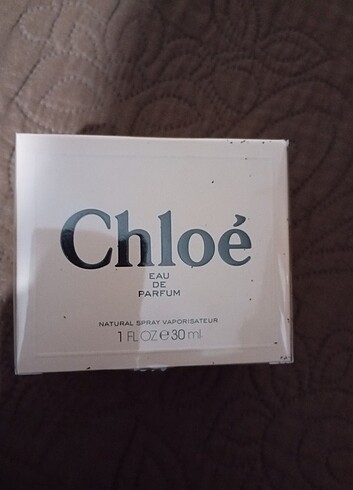 Chloé
EAU
DE
PARFUM
NATURAL SPRAY VAPORISATEUR
1 FL OZ ℮ 30 ml